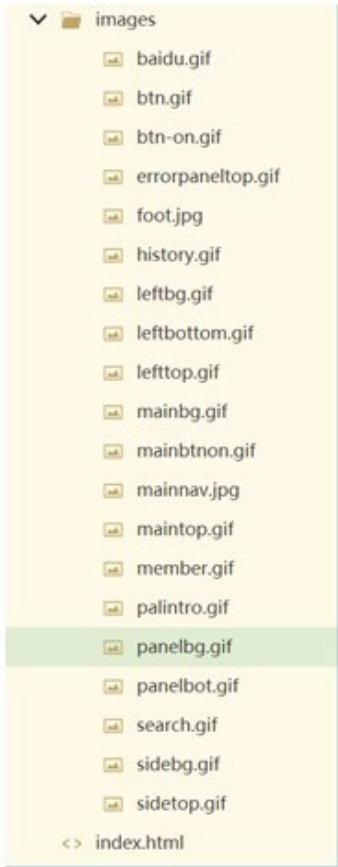 images
baidu.gif
btn.gif
btn-on.gif
errorpaneltop.gif
foot.jpg
history.gif
leftbg.gif
leftbottom.gif
lefttop.gif
mainbg.gif
mainbtnon.gif
mainnav.jpg
maintop.gif
member.gif
palintro.gif
panelbg.gif
panelbot.gif
search.gif
sidebg.gif
sidetop.gif
index.html